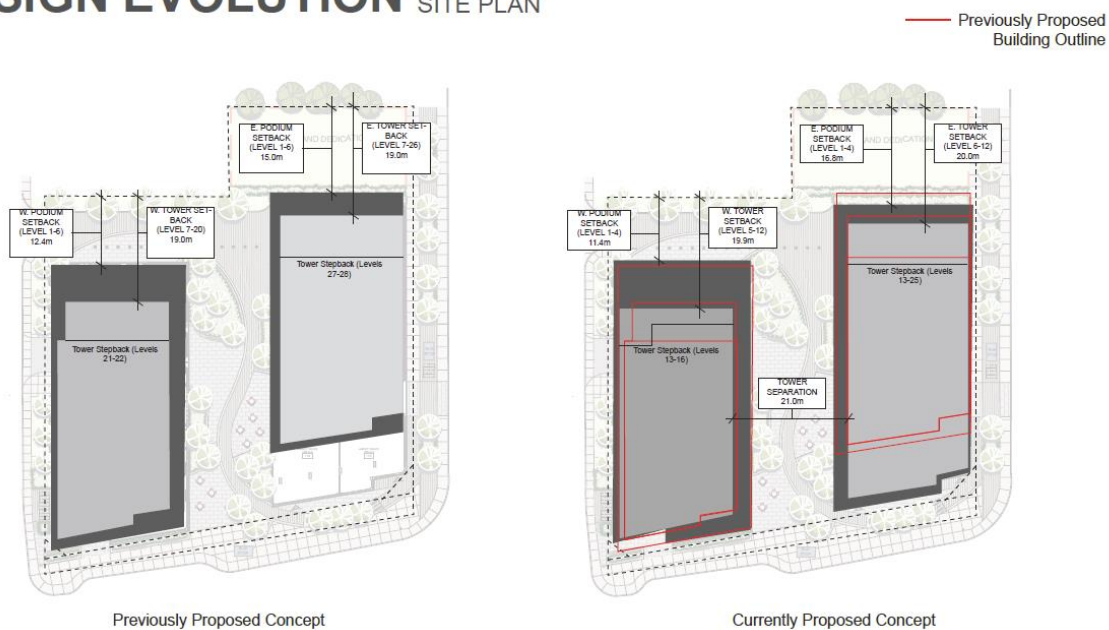 SIGN EVOLUTION SITE PLAN
Previously Proposed
Building Outline
E. PODIUM
SETBACK
(LEVEL 1-6)
15.0m
AND DEDICATIO
E. TOWER SET-
BACK
(LEVEL 7-26)
19.0m
W. PODIUM
SETBACK
(LEVEL 1-6)
12.4m
W. TOWER SET-
BACK
(LEVEL 7-20)
19.0m
Tower Stepback (Levels
27-28)
Tower Stepback (Levels
21-22)
Previously Proposed Concept
E. PODIUM
SETBACK
(LEVEL 1-4)
16.8m
AND DEDICATION
E. TOWER
SETBACK
(LEVEL 5-12)
20.0m
W. PODIUM
SETBACK
(LEVEL 1-4)
11.4m
W. TOWER
SETBACK
(LEVEL 5-12)
19.9m
Tower Stepback (Levels
13-25)
Tower Stepback (Levels
13-16)
TOWER
SEPARATION
21.0m
Currently Proposed Concept